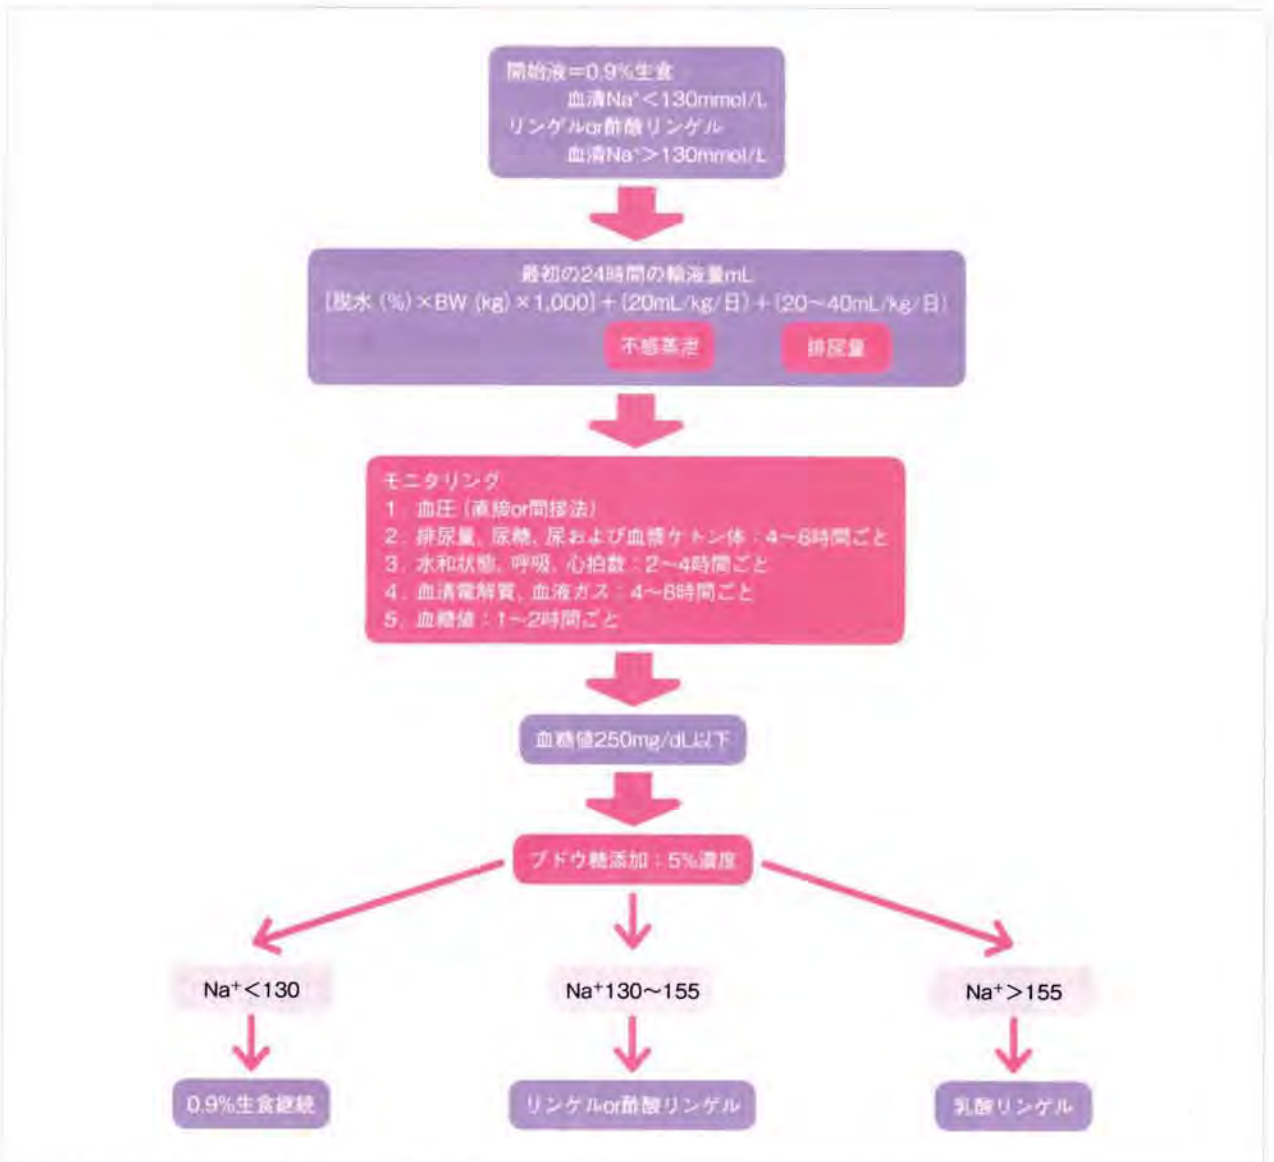 開始液=0.9%生食
血清Na⁺<130mmol/L
リンゲルor酢酸リンゲル
血清Na⁺>130mmol/L
最初の24時間の輸液量mL
[脱水(%)×BW(kg)×1,000]+(20mL/kg/日)+(20〜40mL/kg/日)
不感蒸泄 排尿量
モニタリング
1. 血圧(直接or間接法)
2. 排尿量、尿糖、尿および血漿ケトン体:4〜8時間ごと
3. 水和状態、呼吸、心拍数:2〜4時間ごと
4. 血清電解質、血液ガス:4〜8時間ごと
5. 血糖値:1〜2時間ごと
血糖値250mg/dL以下
ブドウ糖添加:5%濃度
Na⁺<130 Na⁺130〜155 Na⁺>155
0.9%生食継続 リンゲルor酢酸リンゲル 乳酸リンゲル